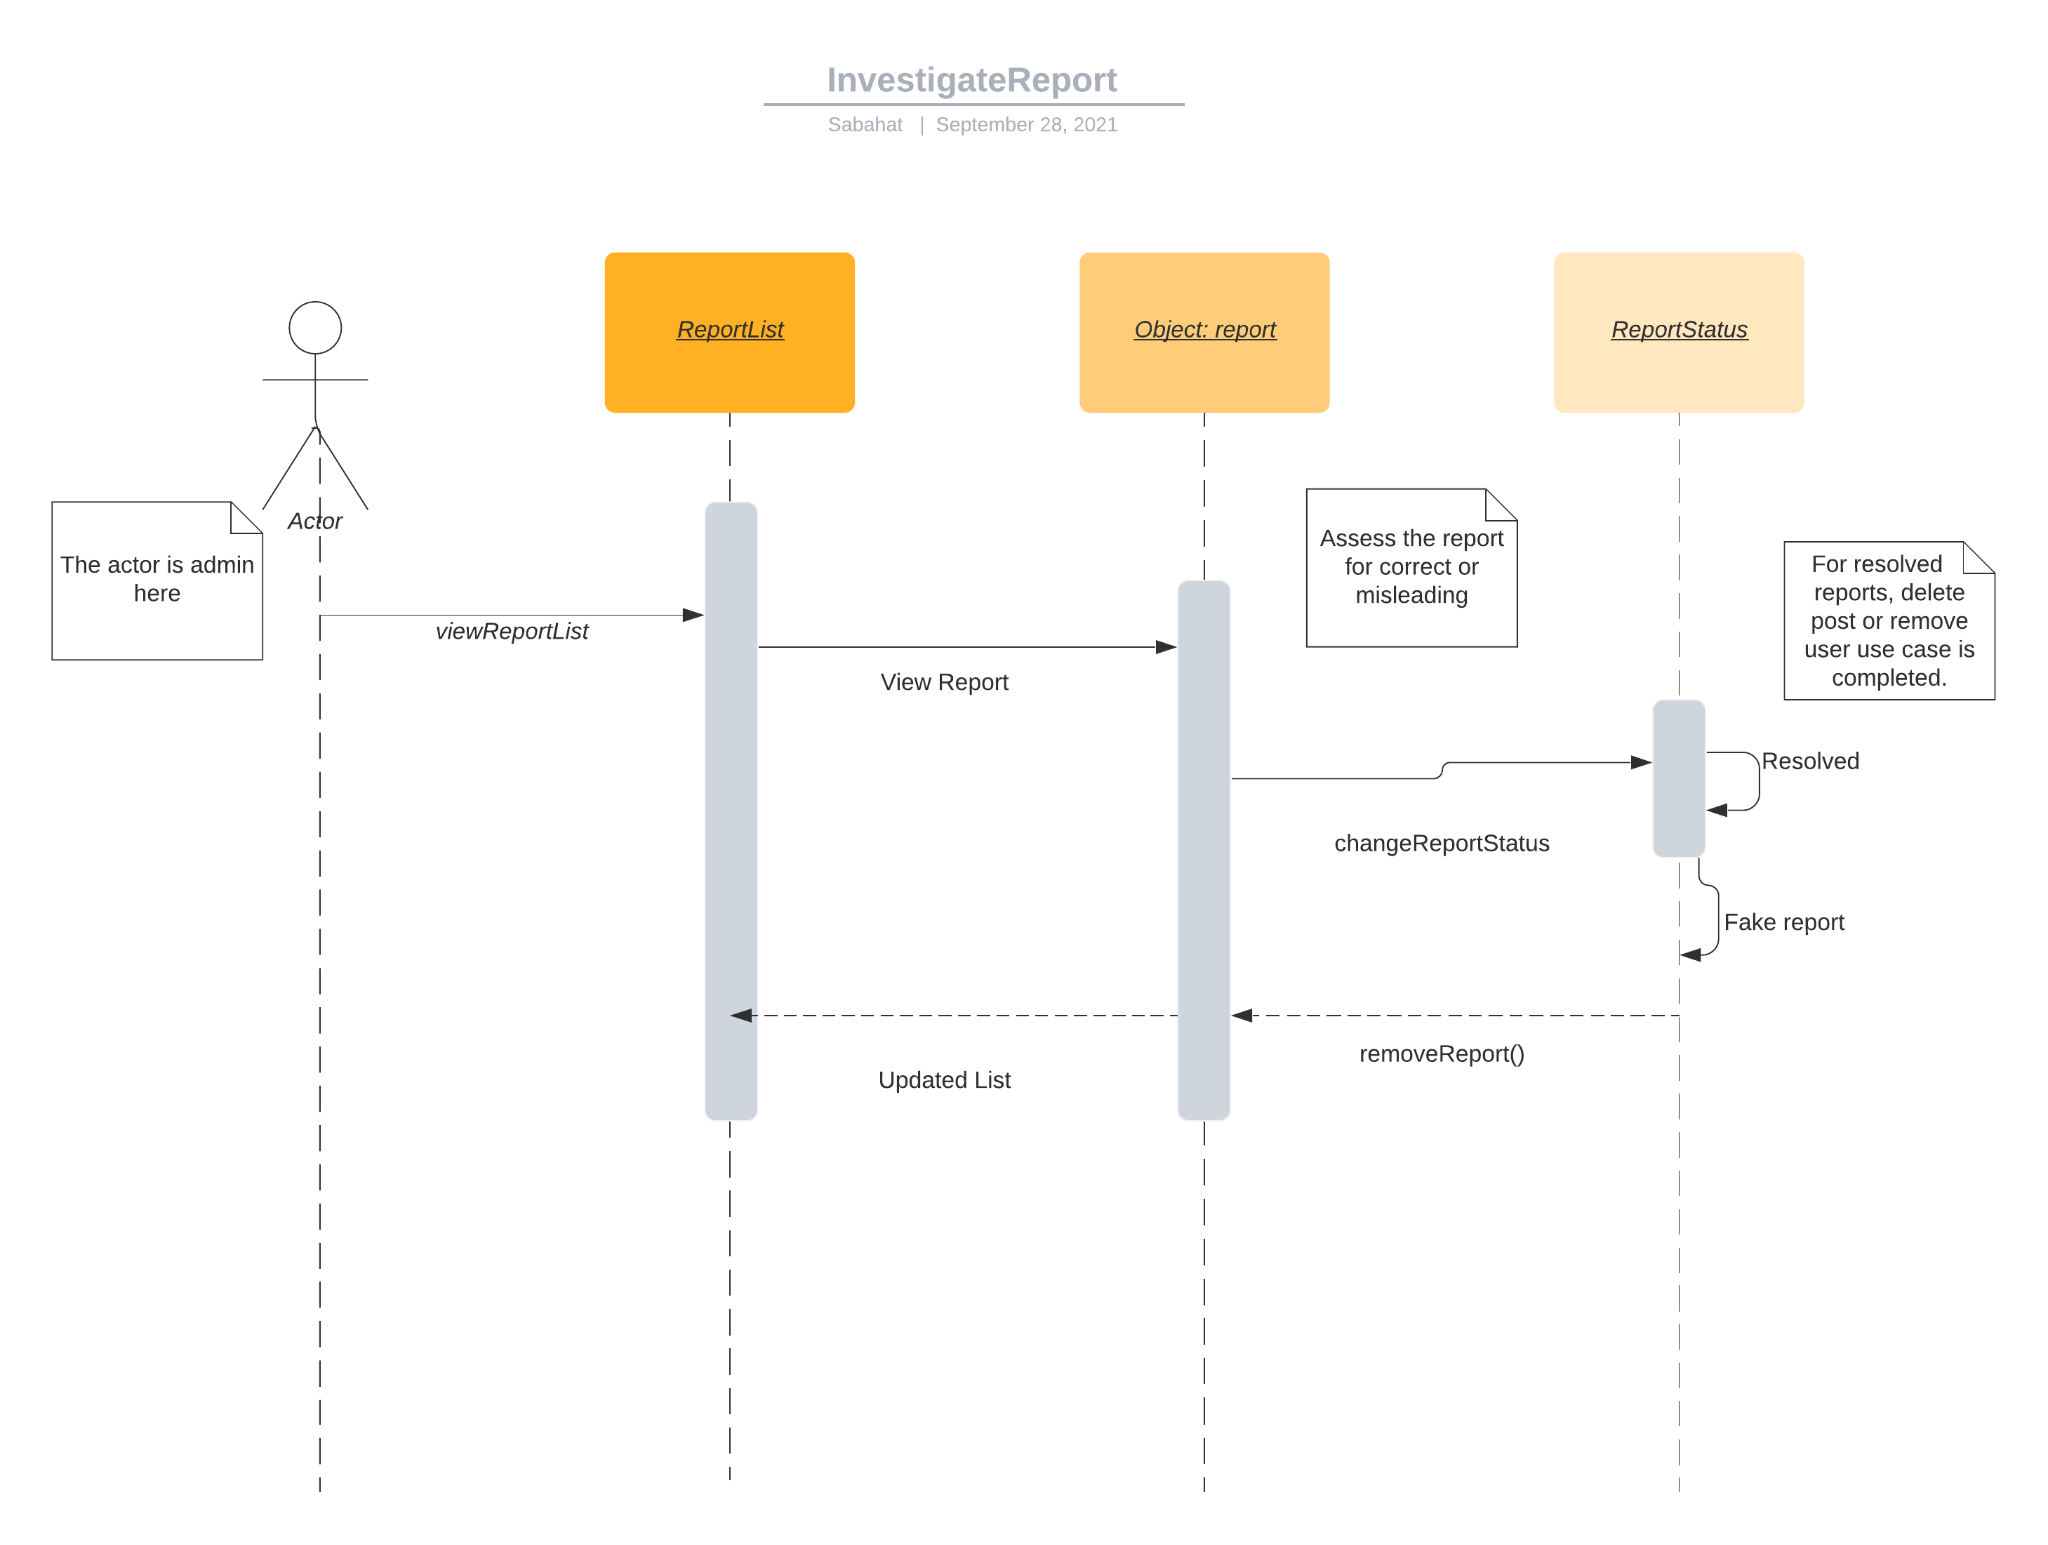 InvestigateReport
Sabahat | September 28, 2021
ReportList
Object: report
ReportStatus
Actor
The actor is admin
here
Assess the report
for correct or
misleading
For resolved
reports, delete
post or remove
user use case is
completed.
viewReportList
View Report
Resolved
changeReportStatus
Fake report
removeReport()
Updated List